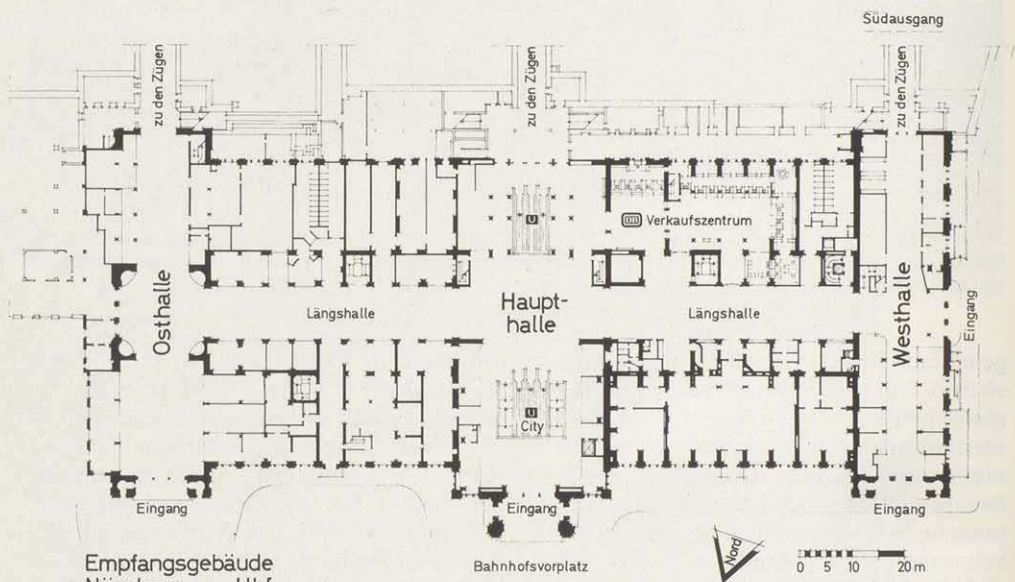 Südausgang
zu den Zügen
zu den Zügen
zu den Zügen
U
DB Verkaufszentrum
Osthalle
Längshalle
Haupt-
halle
Längshalle
Westhalle
Eingang
U
City
Eingang
Eingang
Eingang
Empfangsgebäude
Bahnhofsvorplatz
Nord
0 5 10 20 m